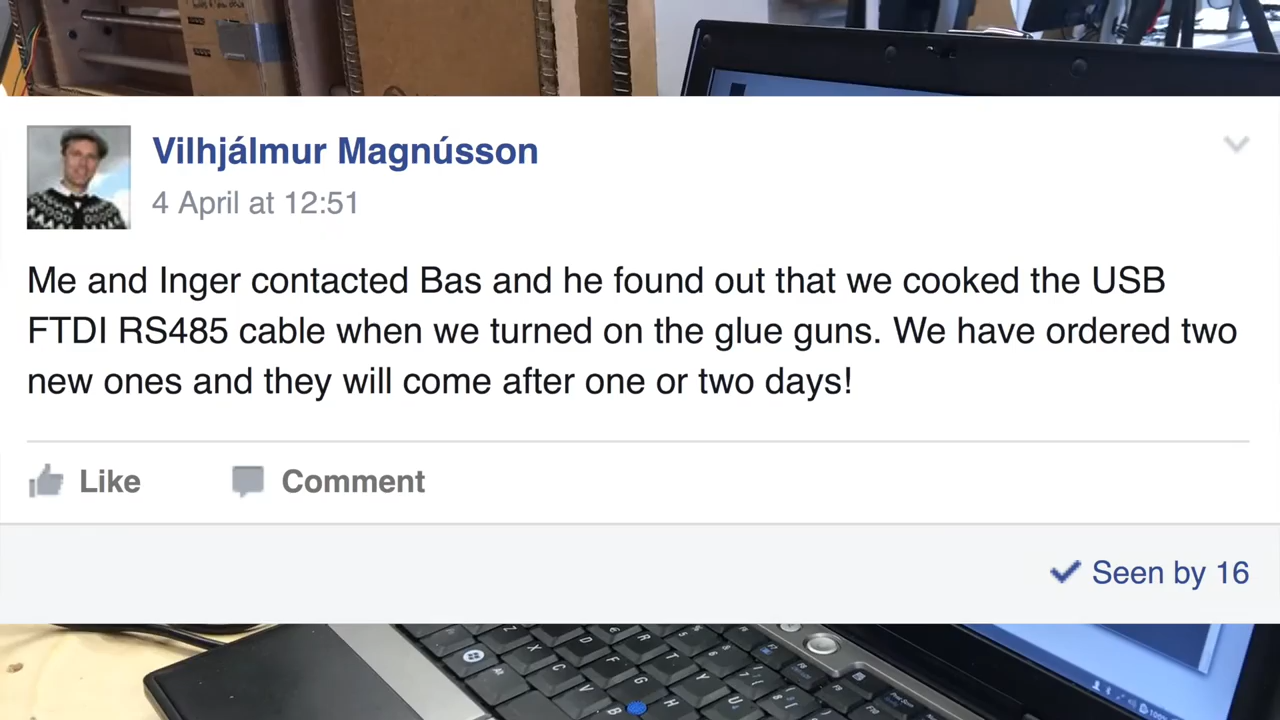 Vilhjálmur Magnússon
4 April at 12:51
Me and Inger contacted Bas and he found out that we cooked the USB
FTDI RS485 cable when we turned on the glue guns. We have ordered two
new ones and they will come after one or two days!
Like
Comment
Seen by 16